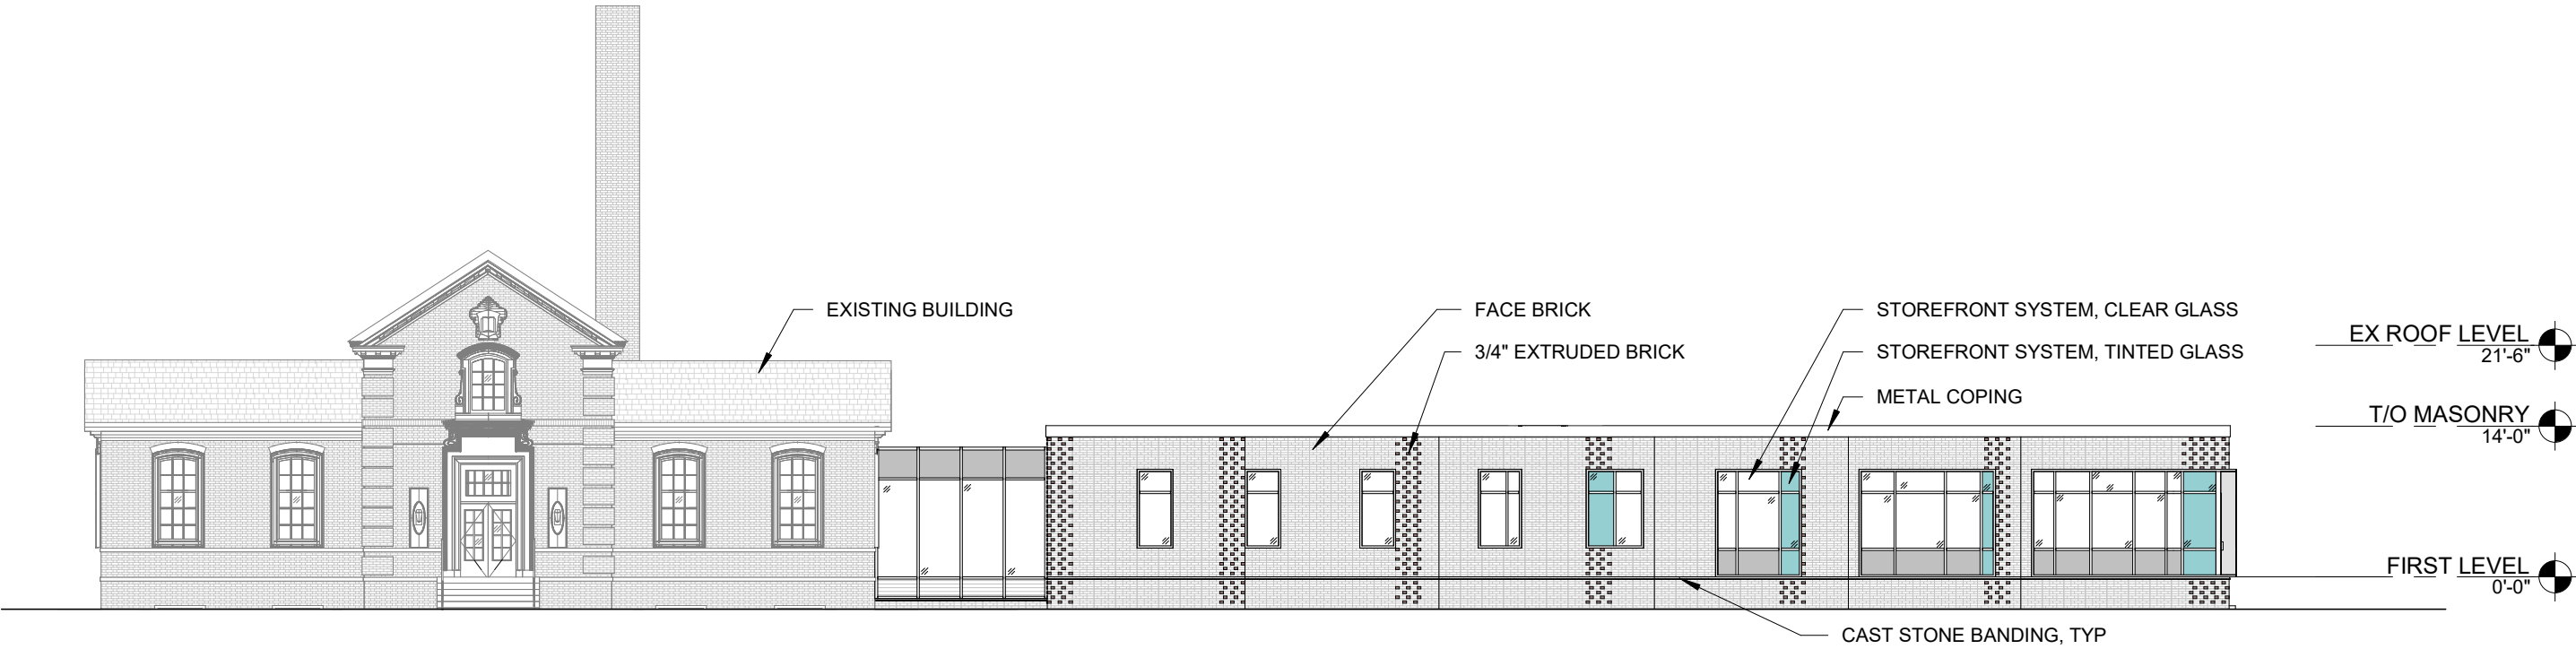 EXISTING BUILDING
FACE BRICK
3/4" EXTRUDED BRICK
STOREFRONT SYSTEM, CLEAR GLASS
STOREFRONT SYSTEM, TINTED GLASS
METAL COPING
EX ROOF LEVEL
21'-6"
T/O MASONRY
14'-0"
FIRST LEVEL
0'-0"
CAST STONE BANDING, TYP